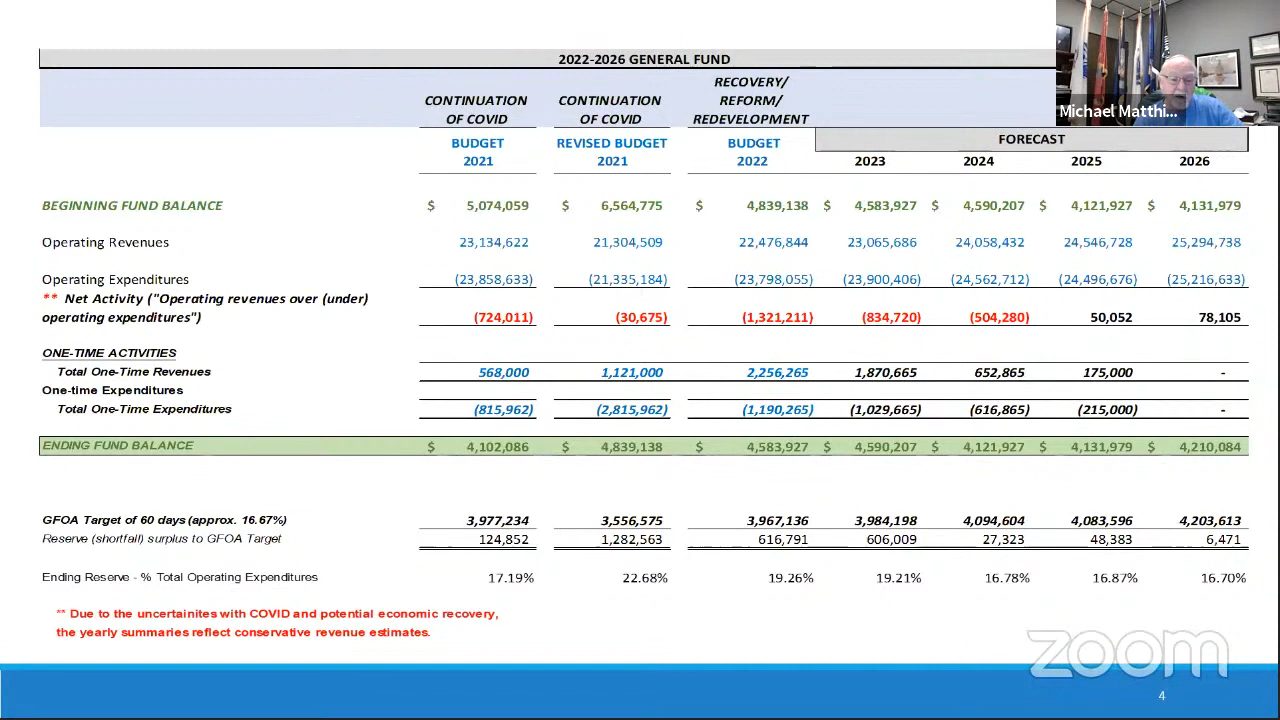 2022-2026 GENERAL FUND
CONTINUATION OF COVID CONTINUATION OF COVID RECOVERY/ REFORM/ REDEVELOPMENT
Michael Matthi...
FORECAST
BUDGET 2021 REVISED BUDGET 2021 BUDGET 2022 2023 2024 2025 2026
BEGINNING FUND BALANCE $ 5,074,059 $ 6,564,775 $ 4,839,138 $ 4,583,927 $ 4,590,207 $ 4,121,927 $ 4,131,979
Operating Revenues 23,134,622 21,304,509 22,476,844 23,065,686 24,058,432 24,546,728 25,294,738
Operating Expenditures (23,858,633) (21,335,184) (23,798,055) (23,900,406) (24,562,712) (24,496,676) (25,216,633)
** Net Activity ("Operating revenues over (under)
operating expenditures") (724,011) (30,675) (1,321,211) (834,720) (504,280) 50,052 78,105
ONE-TIME ACTIVITIES
Total One-Time Revenues 568,000 1,121,000 2,256,265 1,870,665 652,865 175,000 -
One-time Expenditures
Total One-Time Expenditures (815,962) (2,815,962) (1,190,265) (1,029,665) (616,865) (215,000) -
ENDING FUND BALANCE $ 4,102,086 $ 4,839,138 $ 4,583,927 $ 4,590,207 $ 4,121,927 $ 4,131,979 $ 4,210,084
GFOA Target of 60 days (approx. 16.67%) 3,977,234 3,556,575 3,967,136 3,984,198 4,094,604 4,083,596 4,203,613
Reserve (shortfall) surplus to GFOA Target 124,852 1,282,563 616,791 606,009 27,323 48,383 6,471
Ending Reserve - % Total Operating Expenditures 17.19% 22.68% 19.26% 19.21% 16.78% 16.87% 16.70%
** Due to the uncertainites with COVID and potential economic recovery,
the yearly summaries reflect conservative revenue estimates.
zoom
4